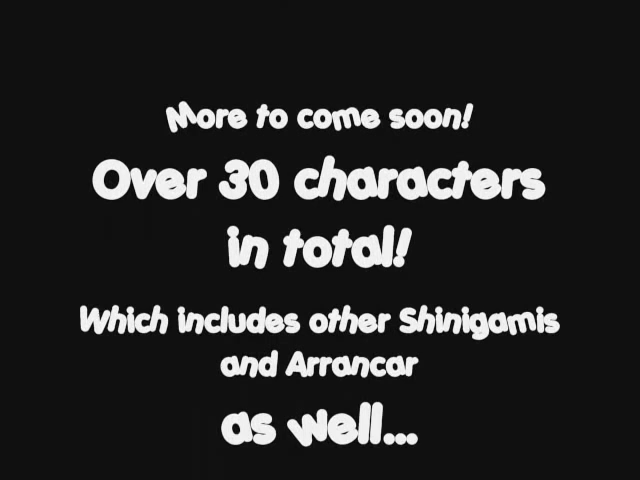 More to come soon!
Over 30 characters
in total!
Which includes other Shinigamis
and Arrancar
as well...